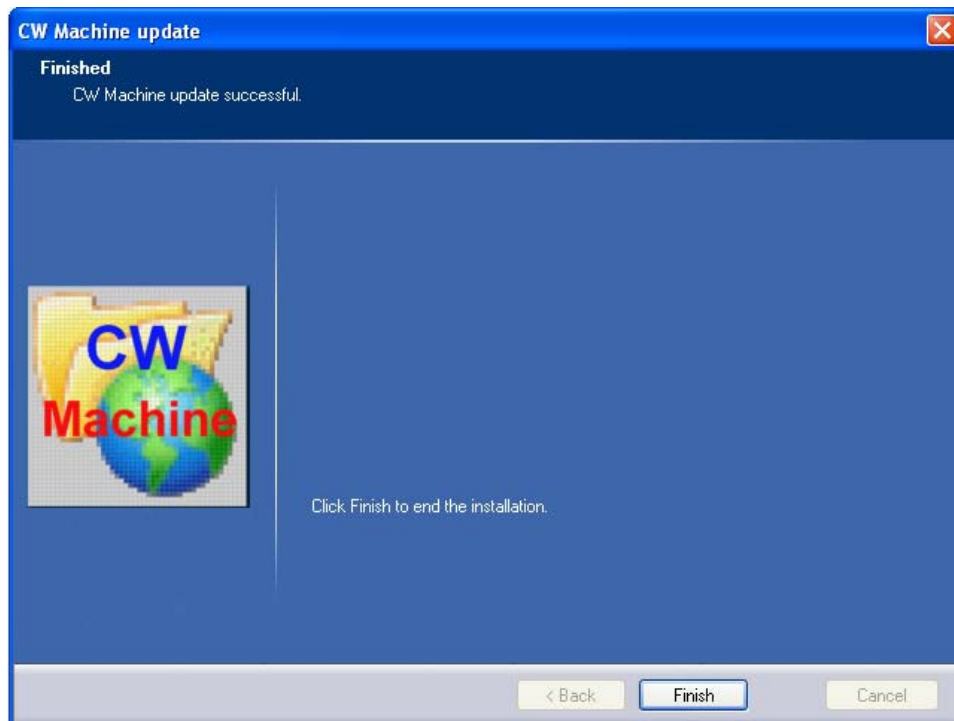 CW Machine update
Finished
CW Machine update successful.
CW
Machine
Click Finish to end the installation.
< Back
Finish
Cancel